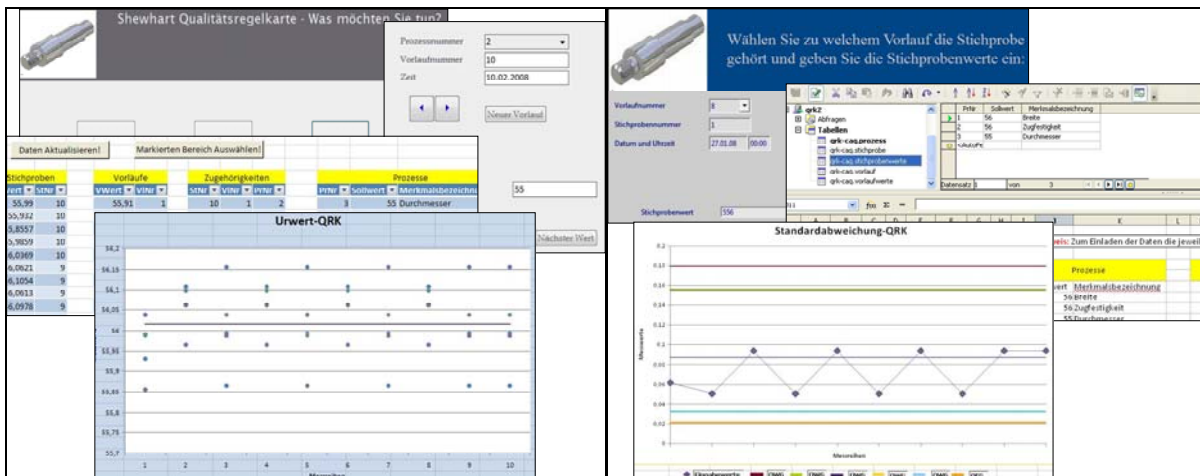 Shewhart Qualitätsregelkarte - Was möchten Sie tun?
Prozessnummer 2
Vorlaufnummer 10
Zeit 10.02.2008
Neuer Vorlauf
55
Nächster Wert
Daten Aktualisieren! Markierten Bereich Auswählen!
Stichproben Vorläufe Zugehörigkeiten Prozesse
Wert StNr VWert VlNr StNr VlNr PrNr PrNr Sollwert Merkmalsbezeichnu
55,99 10 55,91 1 10 1 2 3 55 Durchmesser
55,932 10
55,8557 10
55,9859 10
56,0369 10
56,0621 9
56,1054 9
56,0613 9
56,0978 9
Urwert-QRK
56,2
56,15
56,1
56,05
56
55,95
55,9
55,85
55,8
55,75
55,7
1 2 3 4 5 6 7 8 9 10
Wählen Sie zu welchem Vorlauf die Stichprobe
gehört und geben Sie die Stichprobenwerte ein:
Vorlaufnummer 8
Stichprobennummer 1
Datum und Uhrzeit 27.01.08 00:00
Stichprobenwert 556
qrk2
Abfragen
Tabellen
qrk-caq.prozess
qrk-caq.stichprobe
qrk-caq.stichprobenwerte
qrk-caq.vorlauf
qrk-caq.vorlaufwerte
PrNr Sollwert Merkmalsbezeichnung
1 56 Breite
2 56 Zugfestigkeit
3 55 Durchmesser
Datensatz 1 von 3
Zum Einladen der Daten die jewei
Prozesse
wert Merkmalsbezeichnung
56 Breite
56 Zugfestigkeit
55 Durchmesser
Standardabweichung-QRK
Messwerte
0,2
0,18
0,16
0,14
0,12
0,1
0,08
0,06
0,04
0,02
0
Messreihen